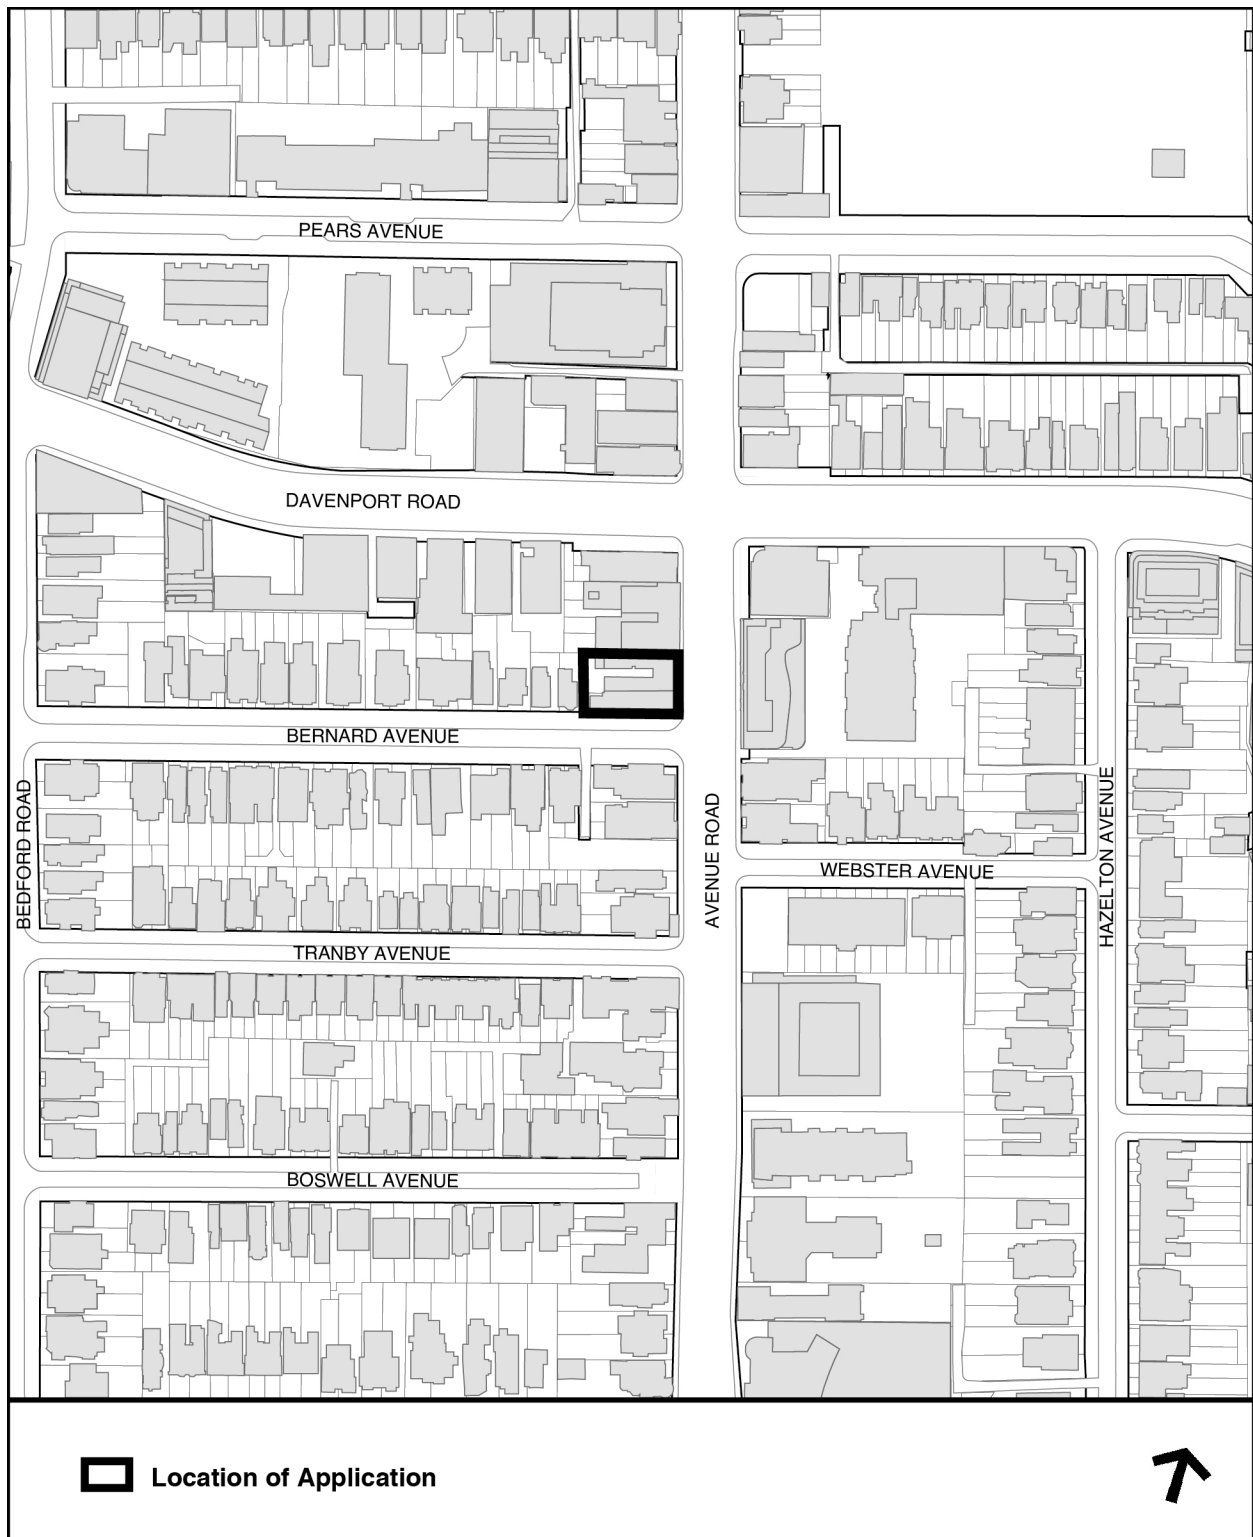 PEARS AVENUE
DAVENPORT ROAD
BERNARD AVENUE
BEDFORD ROAD
AVENUE ROAD
HAZELTON AVENUE
WEBSTER AVENUE
TRANBY AVENUE
BOSWELL AVENUE
Location of Application